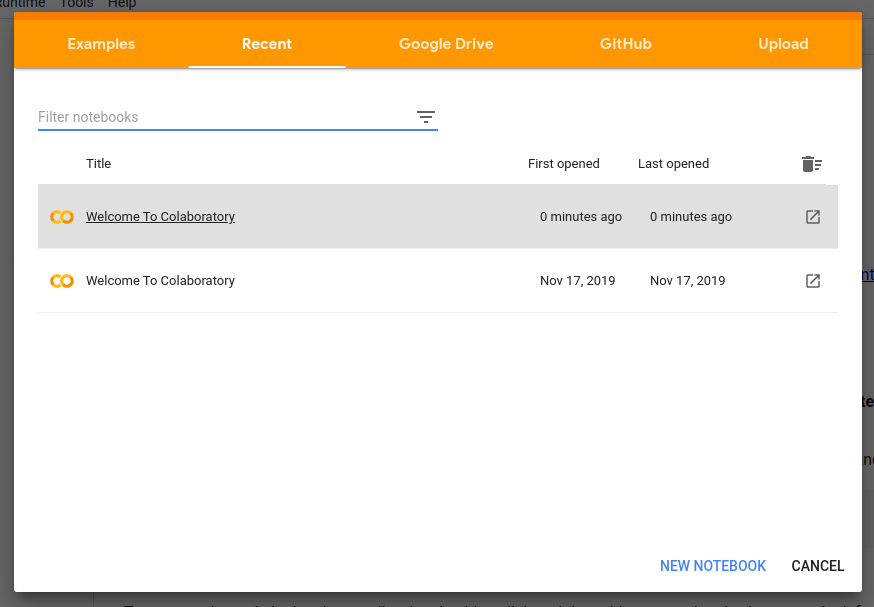 Runtime Tools Help
Examples Recent Google Drive GitHub Upload
Filter notebooks
Title First opened Last opened
Welcome To Colaboratory 0 minutes ago 0 minutes ago
Welcome To Colaboratory Nov 17, 2019 Nov 17, 2019
NEW NOTEBOOK CANCEL